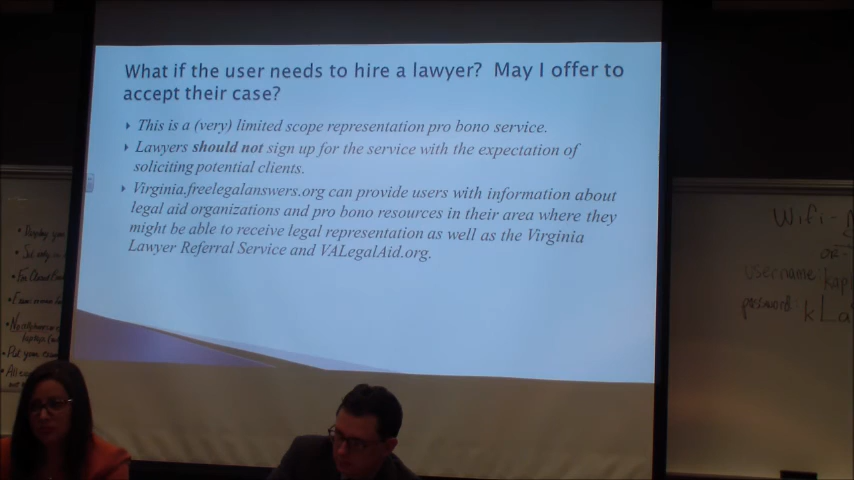 What if the user needs to hire a lawyer? May I offer to
accept their case?
This is a (very) limited scope representation pro bono service.
Lawyers should not sign up for the service with the expectation of
soliciting potential clients.
Virginia.freelegalanswers.org can provide users with information about
legal aid organizations and pro bono resources in their area where they
might be able to receive legal representation as well as the Virginia
Lawyer Referral Service and VALegalAid.org.
Wifi -
username kap
password: kLa